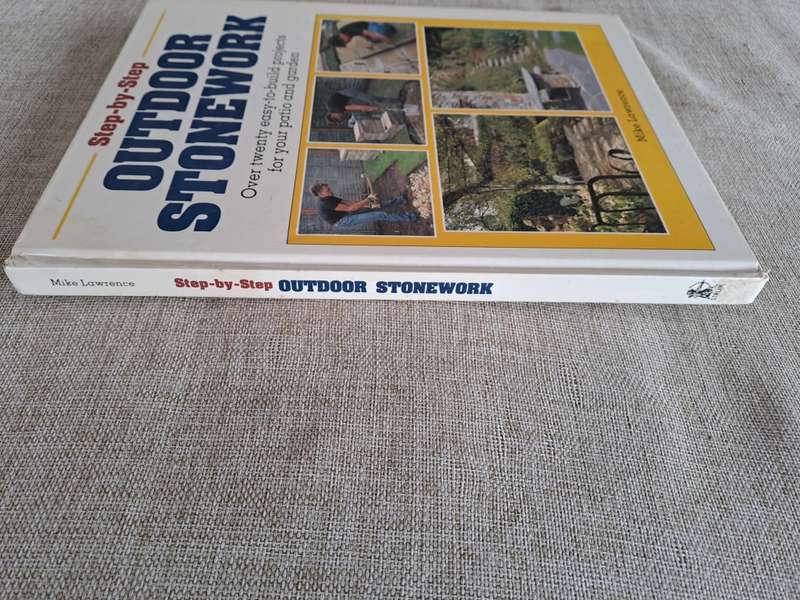 Step-by-Step
OUTDOOR
STONEWORK
Over twenty easy-to-build projects
for your patio and garden
Mike Lawrence
Mike Lawrence Step-by-Step OUTDOOR STONEWORK